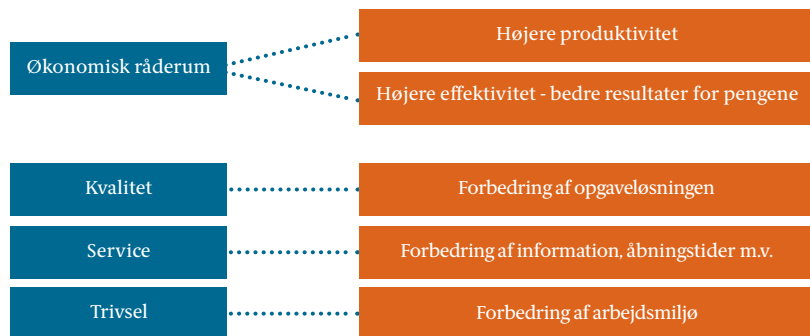 Økonomisk råderum
Højere produktivitet
Højere effektivitet - bedre resultater for pengene
Kvalitet
Forbedring af opgaveløsningen
Service
Forbedring af information, åbningstider m.v.
Trivsel
Forbedring af arbejdsmiljø